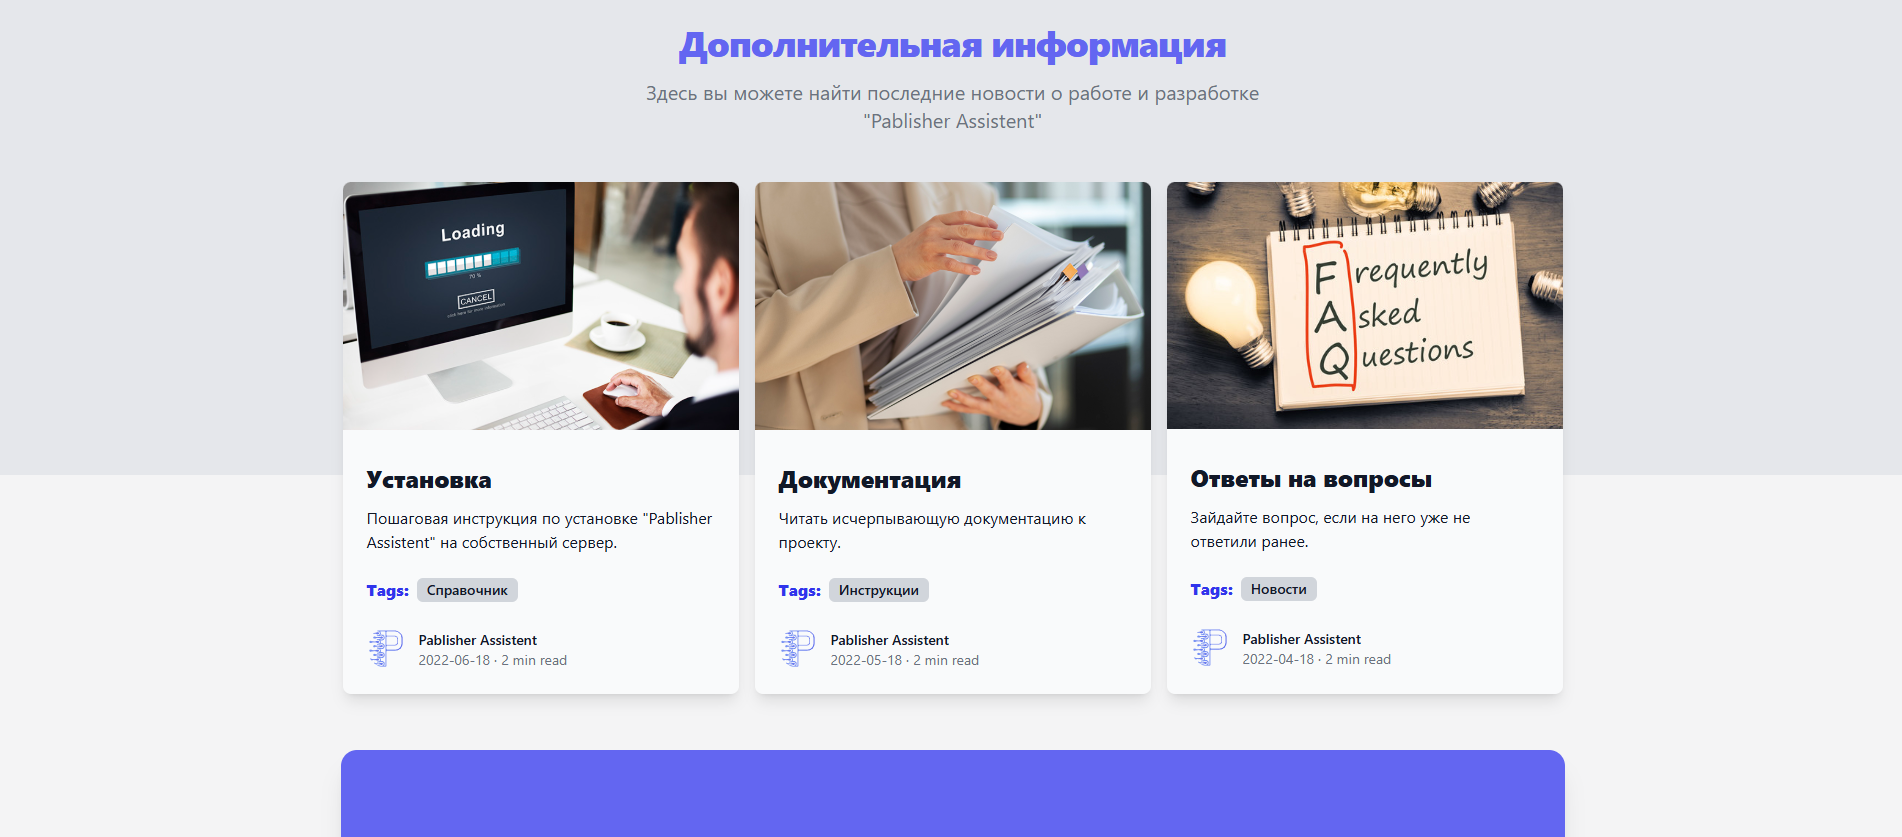 Дополнительная информация
Здесь вы можете найти последние новости о работе и разработке
"Pablisher Assistent"
Loading
70 %
CANCEL
Frequently
Asked
Questions
Установка
Пошаговая инструкция по установке "Pablisher
Assistent" на собственный сервер.
Tags: Справочник
Pablisher Assistent
2022-06-18 · 2 min read
Документация
Читать исчерпывающую документацию к
проекту.
Tags: Инструкции
Pablisher Assistent
2022-05-18 · 2 min read
Ответы на вопросы
Зайдайте вопрос, если на него уже не
ответили ранее.
Tags: Новости
Pablisher Assistent
2022-04-18 · 2 min read